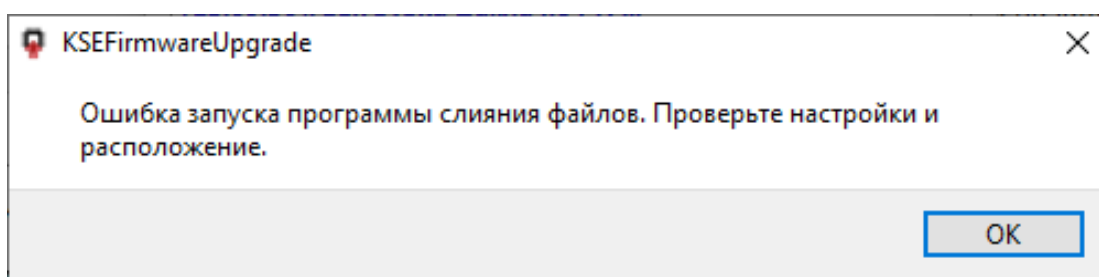 KSEFirmwareUpgrade
Ошибка запуска программы слияния файлов. Проверьте настройки и
расположение.
OK